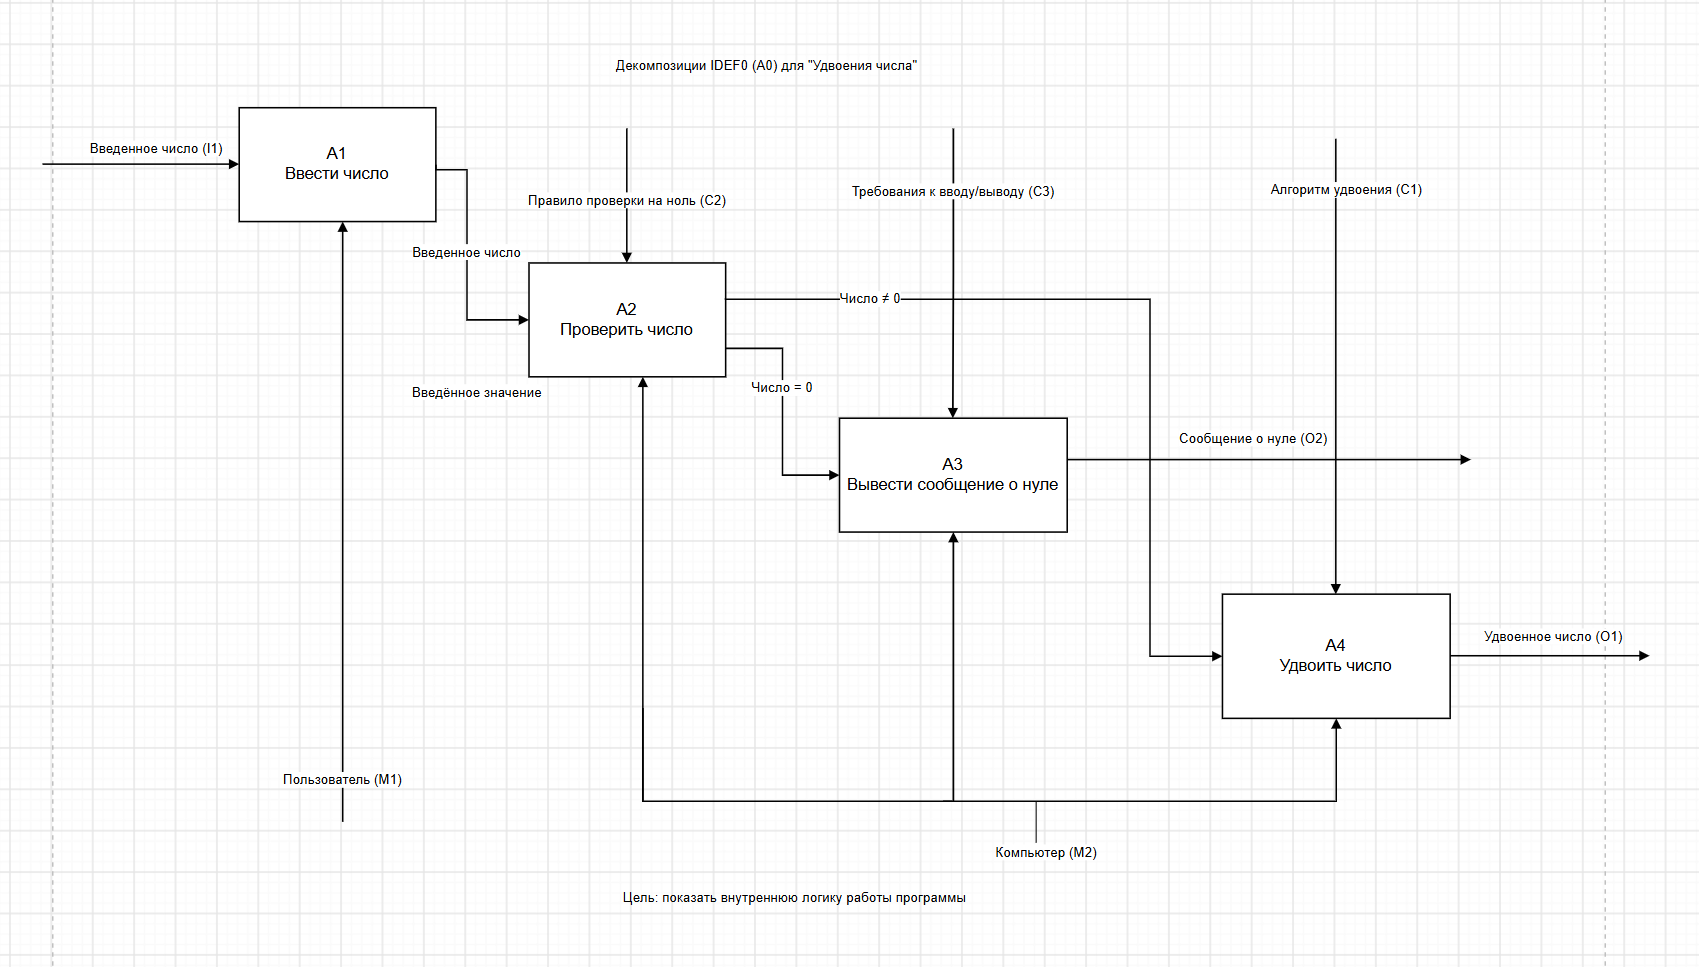 Декомпозиции IDEF0 (A0) для "Удвоения числа"
Введенное число (I1)
A1
Ввести число
Правило проверки на ноль (C2)
Требования к вводу/выводу (C3)
Алгоритм удвоения (C1)
Введенное число
A2
Проверить число
Число ≠ 0
Число = 0
Введённое значение
Сообщение о нуле (O2)
A3
Вывести сообщение о нуле
A4
Удвоить число
Удвоенное число (O1)
Пользователь (M1)
Компьютер (M2)
Цель: показать внутреннюю логику работы программы